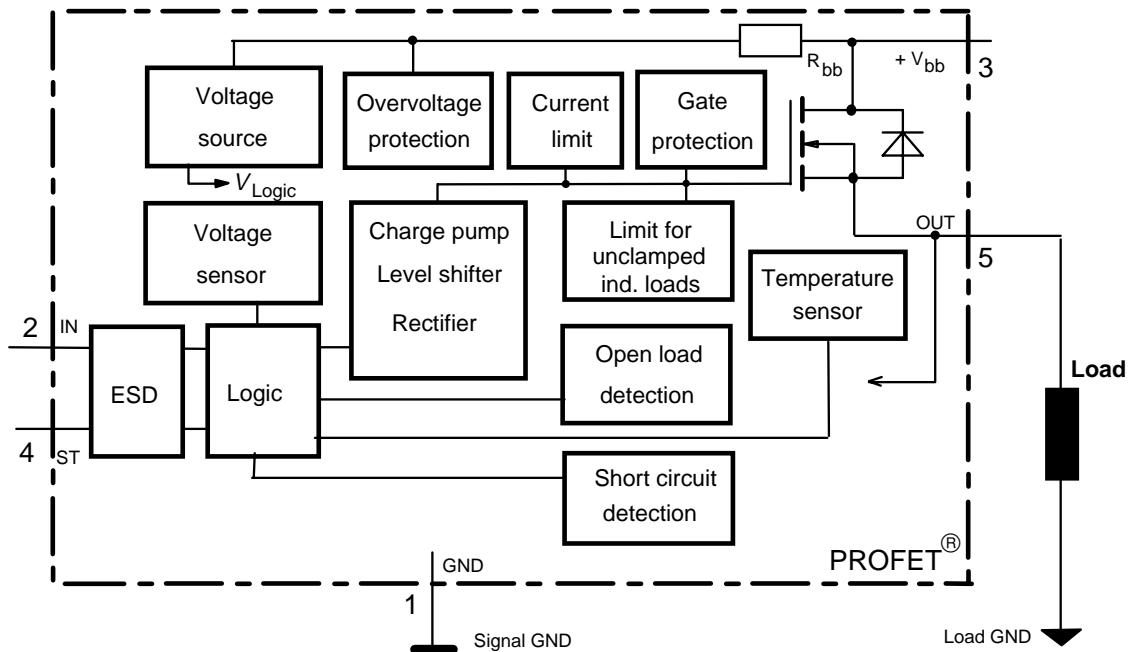 R bb
+ V bb
3
Voltage
source
Overvoltage
protection
Current
limit
Gate
protection
V Logic
Voltage
sensor
Charge pump
Level shifter
Rectifier
Limit for
unclamped
ind. loads
OUT
5
Temperature
sensor
2
IN
ESD
Logic
Open load
detection
Load
4
ST
Short circuit
detection
PROFET®
GND
1
Signal GND
Load GND